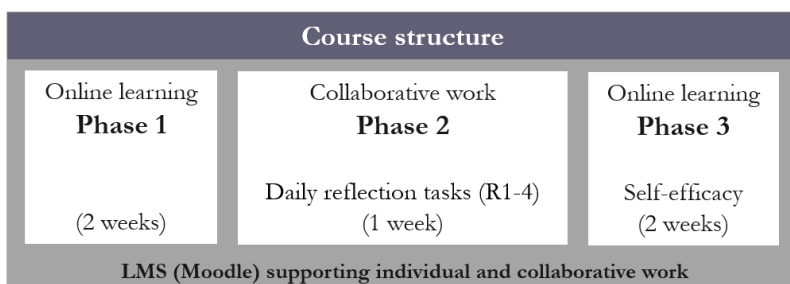 Course structure
Online learning
Phase 1
(2 weeks)
Collaborative work
Phase 2
Daily reflection tasks (R1-4)
(1 week)
Online learning
Phase 3
Self-efficacy
(2 weeks)
LMS (Moodle) supporting individual and collaborative work